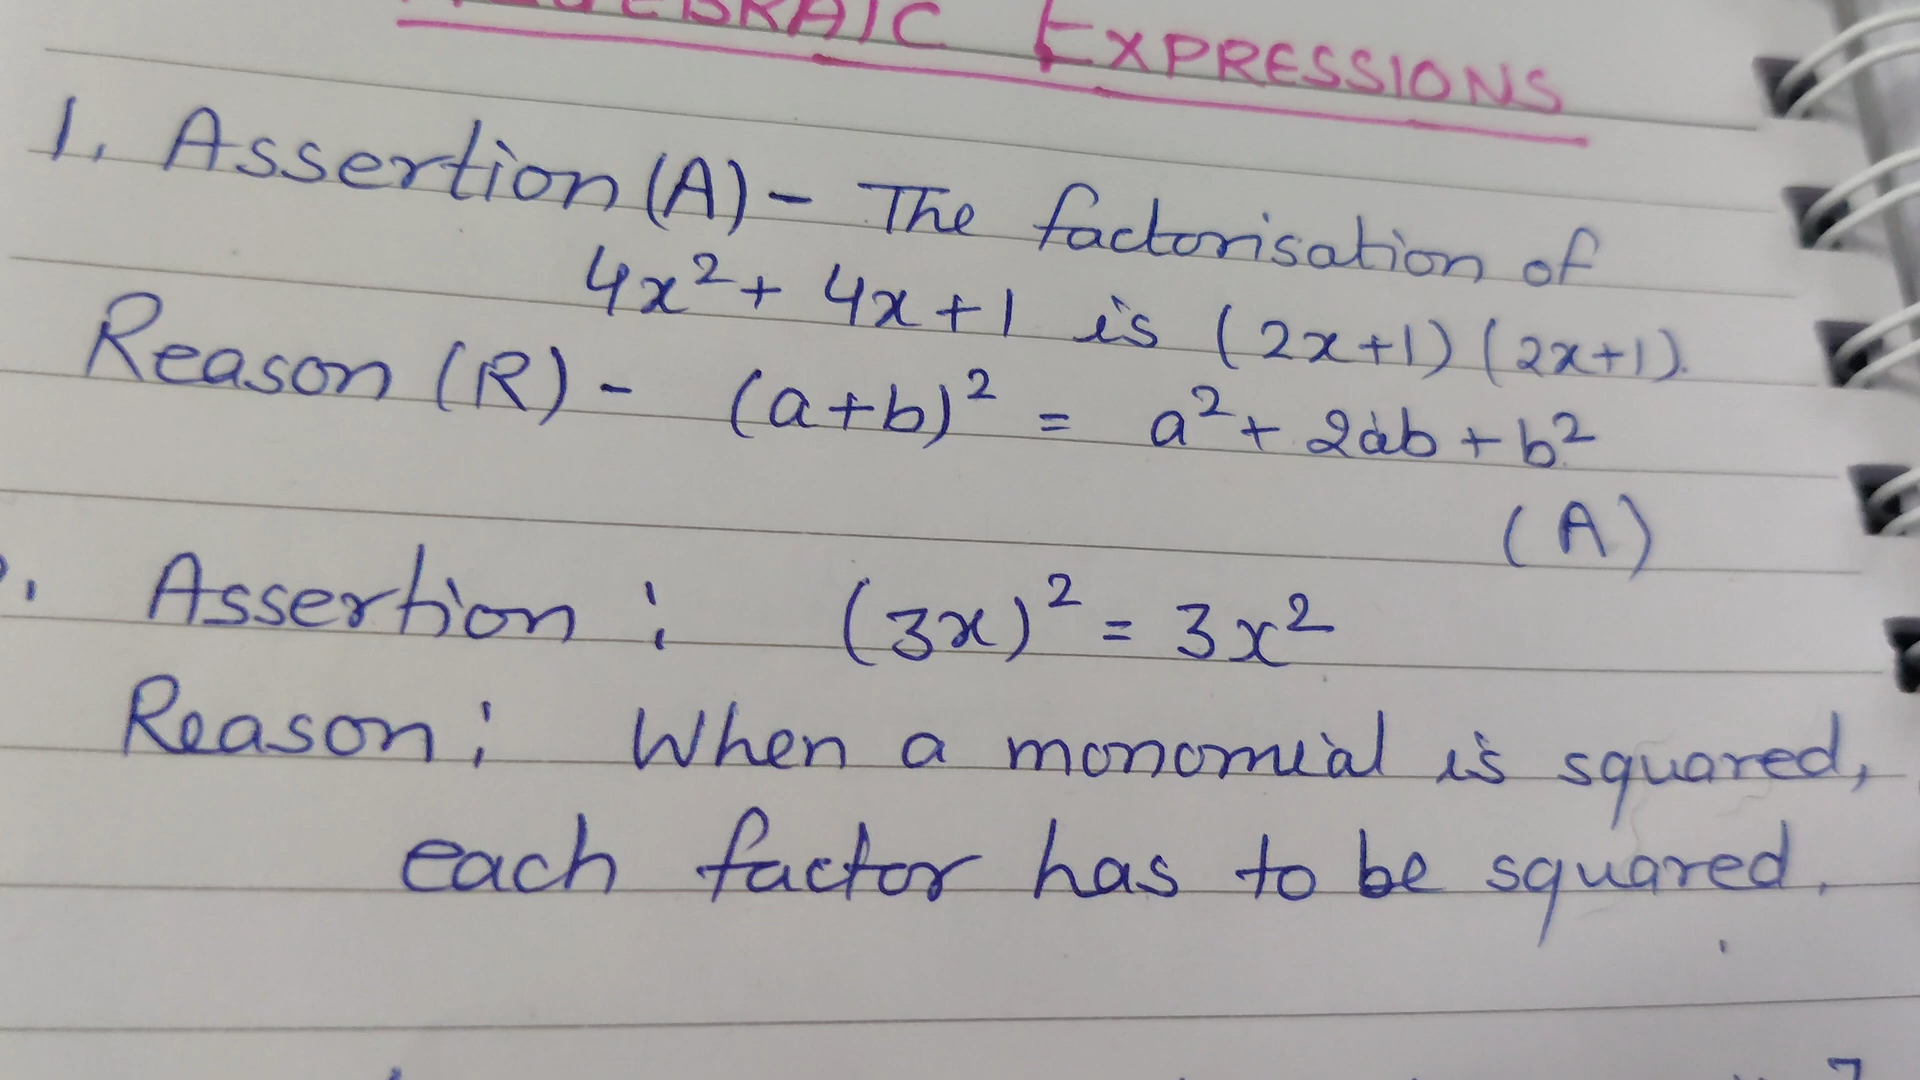 EXPRESSIONS
1. Assertion (A) - The factorisation of
4x² + 4x + 1 is (2x+1) (2x+1).
Reason (R) - (a+b)² = a² + 2ab + b²
(A)
Assertion : (3x)² = 3x²
Reason : When a monomial is squared,
each factor has to be squared.